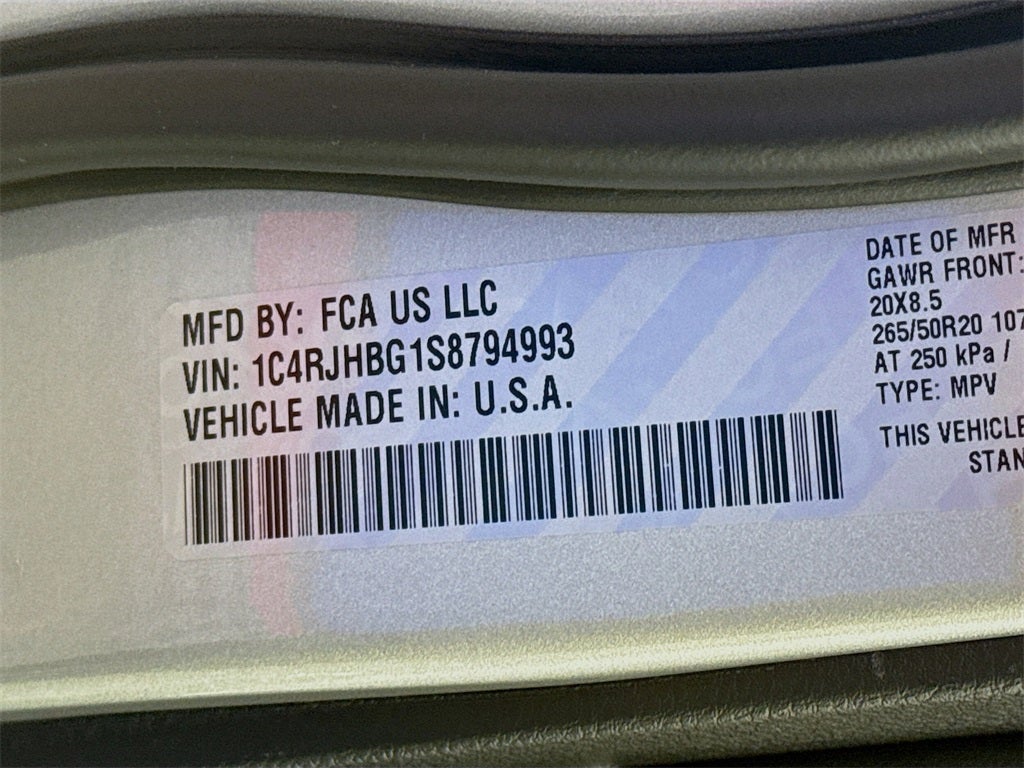 MFD BY: FCA US LLC
VIN: 1C4RJHBG1S8794993
VEHICLE MADE IN: U.S.A.
DATE OF MFR
GAWR FRONT:
20X8.5
265/50R20 107
AT 250 kPa /
TYPE: MPV
THIS VEHICLE
STAN